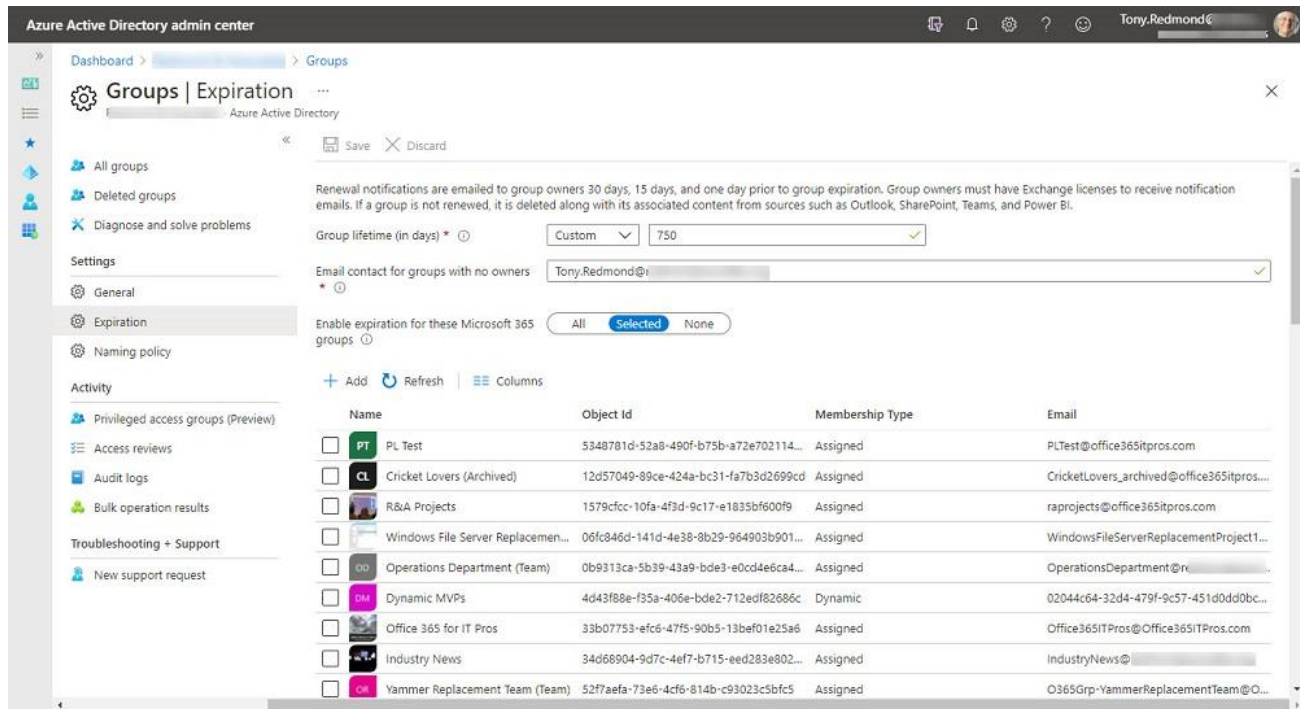 Azure Active Directory admin center
Tony.Redmond@
Dashboard > > Groups
Groups | Expiration ...
Azure Active Directory
Save Discard
All groups
Deleted groups
Diagnose and solve problems
Settings
General
Expiration
Naming policy
Activity
Privileged access groups (Preview)
Access reviews
Audit logs
Bulk operation results
Troubleshooting + Support
New support request
Renewal notifications are emailed to group owners 30 days, 15 days, and one day prior to group expiration. Group owners must have Exchange licenses to receive notification
emails. If a group is not renewed, it is deleted along with its associated content from sources such as Outlook, SharePoint, Teams, and Power BI.
Group lifetime (in days) * Custom 750
Email contact for groups with no owners Tony.Redmond@
*
Enable expiration for these Microsoft 365 All Selected None
groups
+ Add Refresh Columns
Name Object Id Membership Type Email
PT PL Test 5348781d-52a8-490f-b75b-a72e702114... Assigned PLTest@office365itpros.com
CL Cricket Lovers (Archived) 12d57049-89ce-424a-bc31-fa7b3d2699cd Assigned CricketLovers_archived@office365itpros....
R&A Projects 1579cfcc-10fa-4f3d-9c17-e1835bf600f9 Assigned raprojects@office365itpros.com
Windows File Server Replacemen... 06fc846d-141d-4e38-8b29-964903b901... Assigned WindowsFileServerReplacementProject1...
OD Operations Department (Team) 0b9313ca-5b39-43a9-bde3-e0cd4e6ca4... Assigned OperationsDepartment@re
DM Dynamic MVPs 4d43f88e-f35a-406e-bde2-712edf82686c Dynamic 02044c64-32d4-479f-9c57-451d0dd0bc...
Office 365 for IT Pros 33b07753-efc6-47f5-90b5-13bef01e25a6 Assigned Office365ITPros@Office365ITPros.com
Industry News 34d68904-9d7c-4ef7-b715-eed283e802... Assigned IndustryNews@
OR Yammer Replacement Team (Team) 52f7aefa-73e6-4cf6-814b-c93023c5bfc5 Assigned O365Grp-YammerReplacementTeam@O...